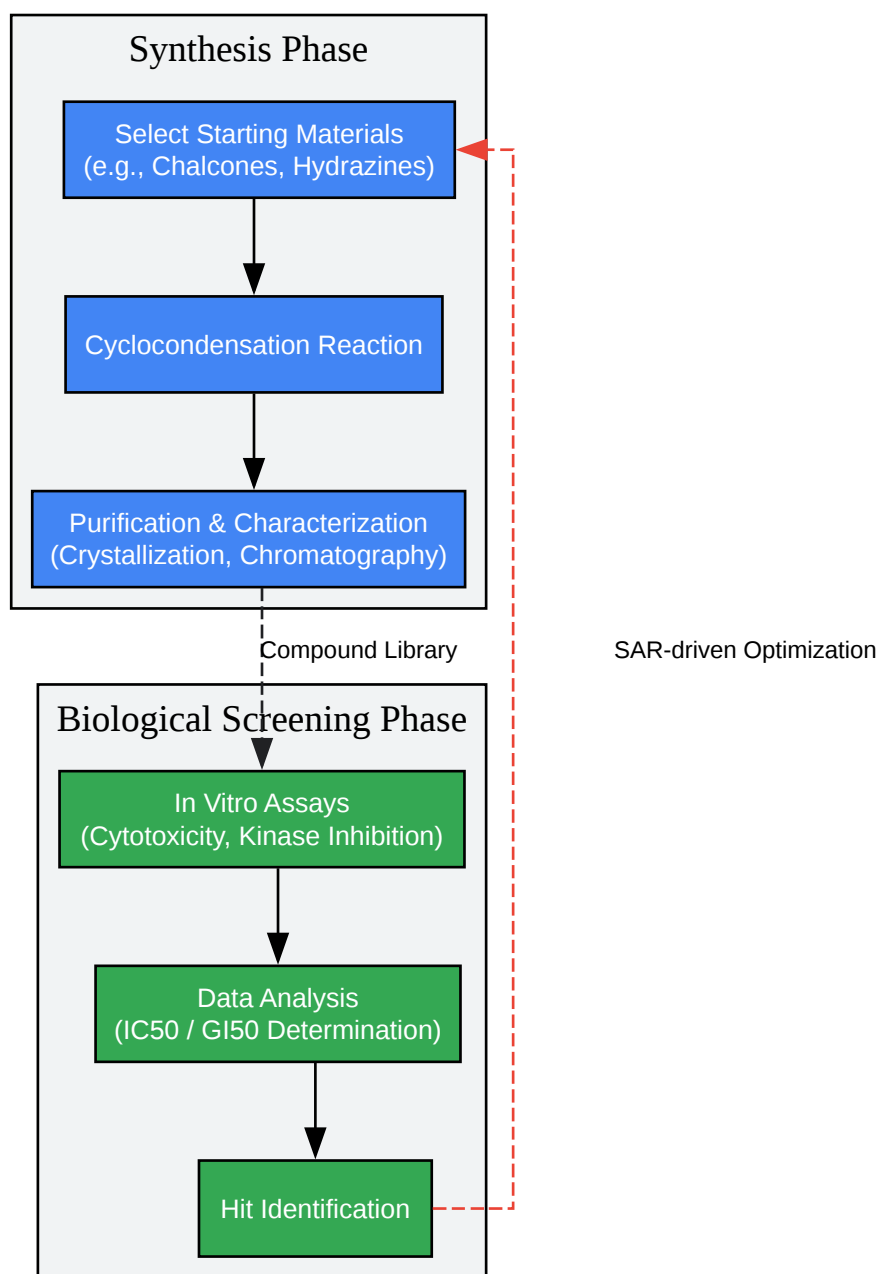 Synthesis Phase
Select Starting Materials
(e.g., Chalcones, Hydrazines)
Cyclocondensation Reaction
Purification & Characterization
(Crystallization, Chromatography)
Compound Library
SAR-driven Optimization
Biological Screening Phase
In Vitro Assays
(Cytotoxicity, Kinase Inhibition)
Data Analysis
(IC50 / GI50 Determination)
Hit Identification